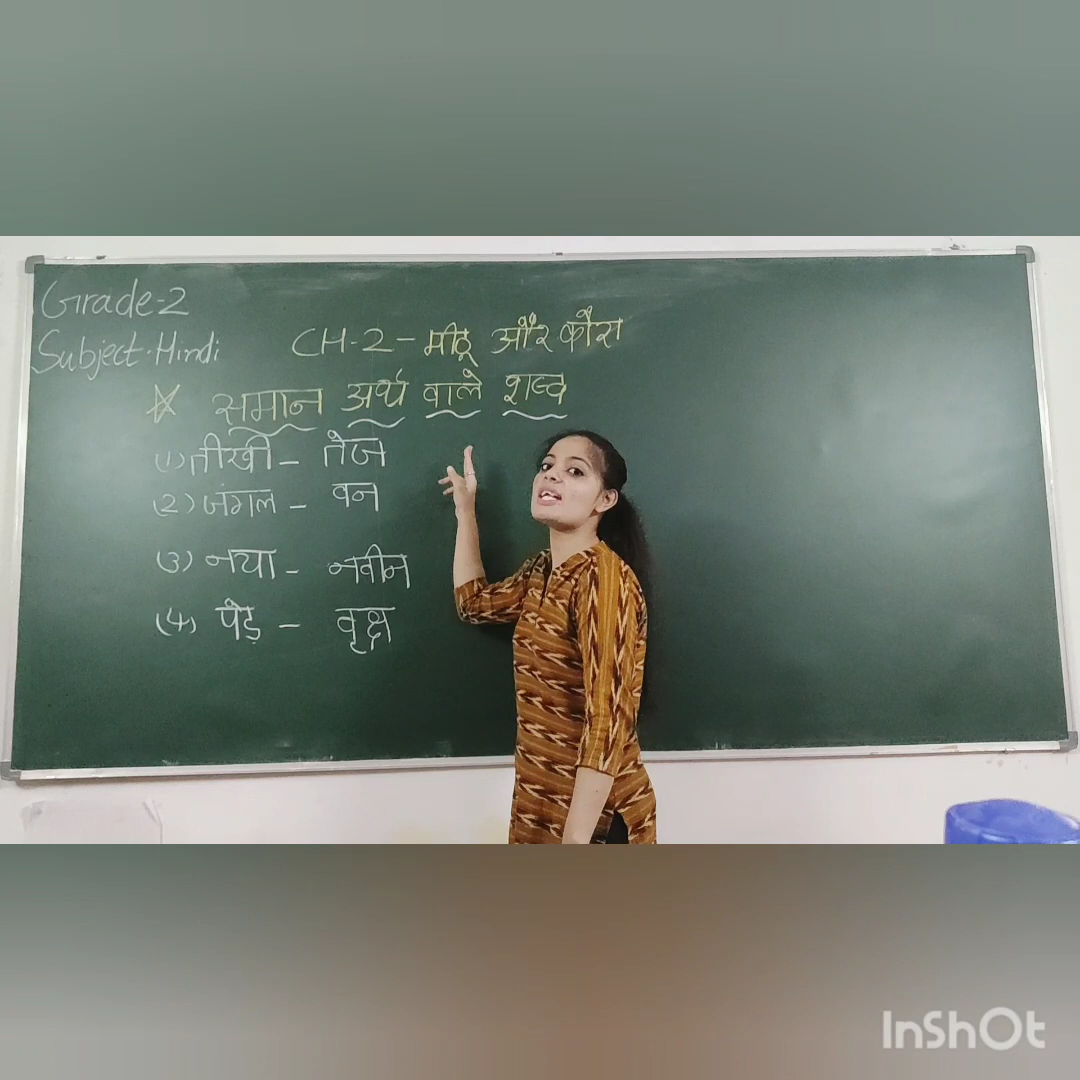 Grade-2
Subject-Hindi
CH-2 - मीठू और कौरा
समान अर्थ वाले शब्द
(1) तीखी - तेज
(2) जंगल - वन
(3) नया - नवीन
(4) पेड़ - वृक्ष
InShOt